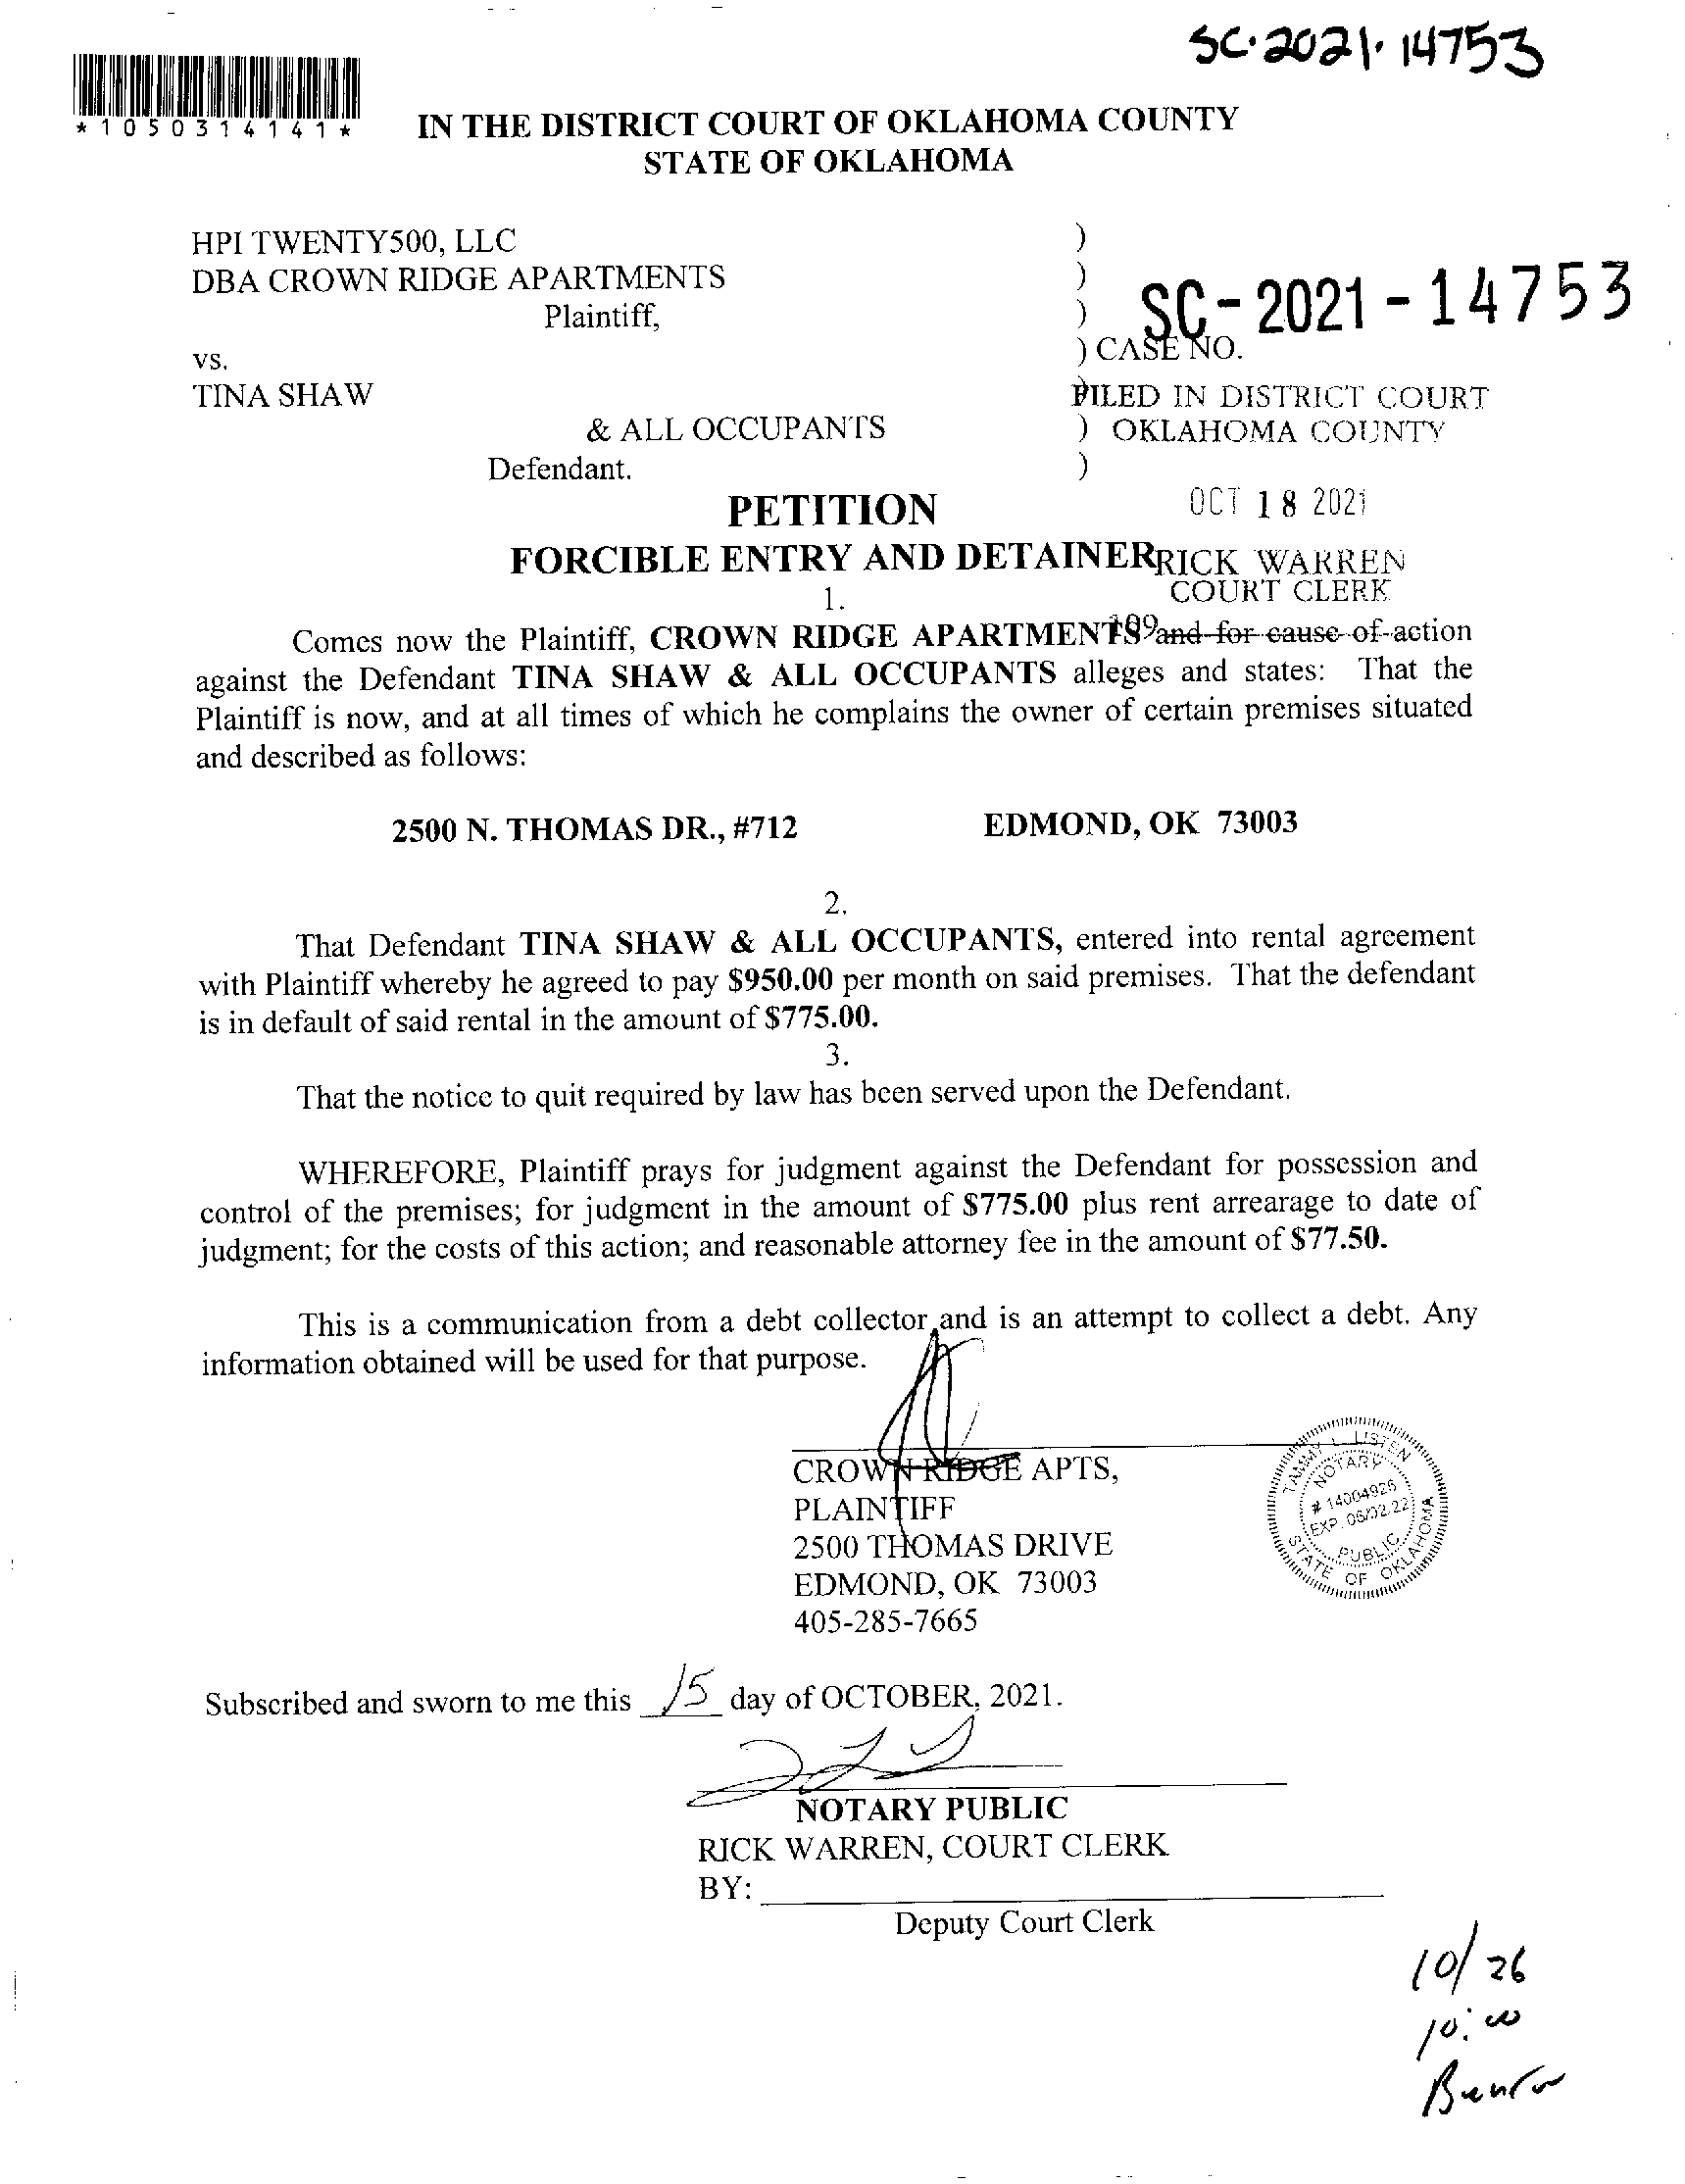 SC-2021-14753
*1050314141*
IN THE DISTRICT COURT OF OKLAHOMA COUNTY
STATE OF OKLAHOMA
HPI TWENTY500, LLC )
DBA CROWN RIDGE APARTMENTS )
Plaintiff, ) SC-2021-14753
vs. ) CASE NO.
TINA SHAW ) FILED IN DISTRICT COURT
& ALL OCCUPANTS ) OKLAHOMA COUNTY
Defendant. )
PETITION OCT 18 2021
FORCIBLE ENTRY AND DETAINER RICK WARREN
1. COURT CLERK
Comes now the Plaintiff, CROWN RIDGE APARTMENTS and for cause of action
against the Defendant TINA SHAW & ALL OCCUPANTS alleges and states: That the
Plaintiff is now, and at all times of which he complains the owner of certain premises situated
and described as follows:
2500 N. THOMAS DR., #712 EDMOND, OK 73003
2.
That Defendant TINA SHAW & ALL OCCUPANTS, entered into rental agreement
with Plaintiff whereby he agreed to pay $950.00 per month on said premises. That the defendant
is in default of said rental in the amount of $775.00.
3.
That the notice to quit required by law has been served upon the Defendant.
WHEREFORE, Plaintiff prays for judgment against the Defendant for possession and
control of the premises; for judgment in the amount of $775.00 plus rent arrearage to date of
judgment; for the costs of this action; and reasonable attorney fee in the amount of $77.50.
This is a communication from a debt collector and is an attempt to collect a debt. Any
information obtained will be used for that purpose.
CROWN RIDGE APTS,
PLAINTIFF
2500 THOMAS DRIVE
EDMOND, OK 73003
405-285-7665
TAMMY L. LISTEN
NOTARY
# 14004926
EXP. 06/02/22
PUBLIC
STATE OF OKLAHOMA
Subscribed and sworn to me this 15 day of OCTOBER, 2021.
NOTARY PUBLIC
RICK WARREN, COURT CLERK
BY:
Deputy Court Clerk
10/26
10:00